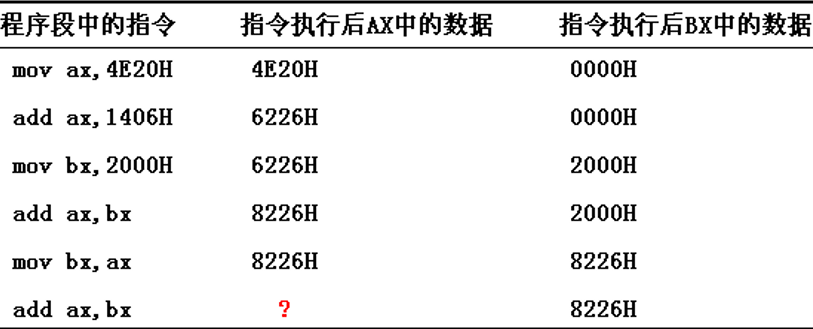 程序段中的指令 指令执行后AX中的数据 指令执行后BX中的数据
mov ax,4E20H 4E20H 0000H
add ax,1406H 6226H 0000H
mov bx,2000H 6226H 2000H
add ax,bx 8226H 2000H
mov bx,ax 8226H 8226H
add ax,bx ? 8226H